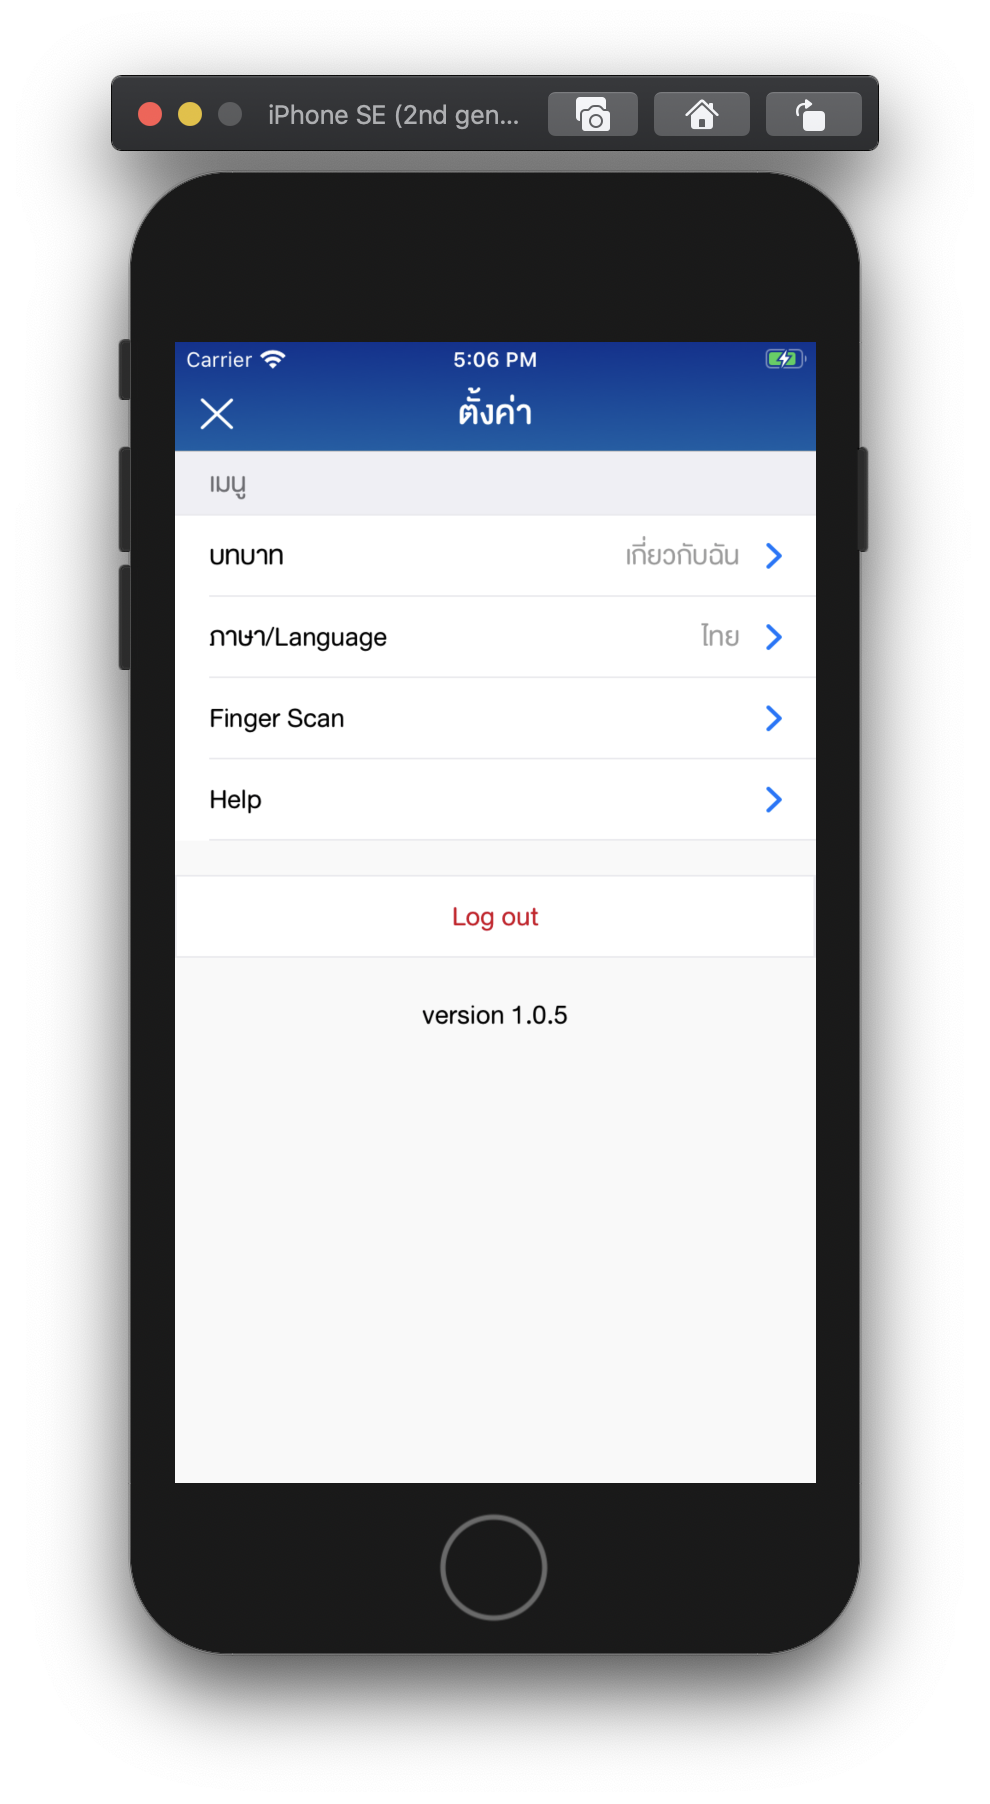 iPhone SE (2nd gen...
Carrier 5:06 PM
ตั้งค่า
เมนู
บทบาท เกี่ยวกับฉัน
ภาษา/Language ไทย
Finger Scan
Help
Log out
version 1.0.5